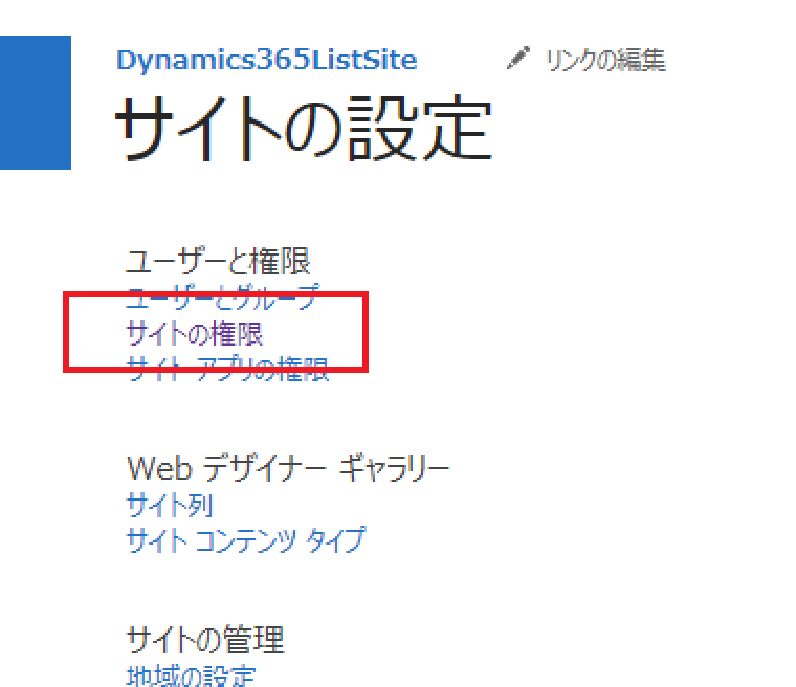 Dynamics365ListSite リンクの編集
サイトの設定
ユーザーと権限
ユーザーとグループ
サイトの権限
サイト アプリの権限
Web デザイナー ギャラリー
サイト列
サイト コンテンツ タイプ
サイトの管理
地域の設定